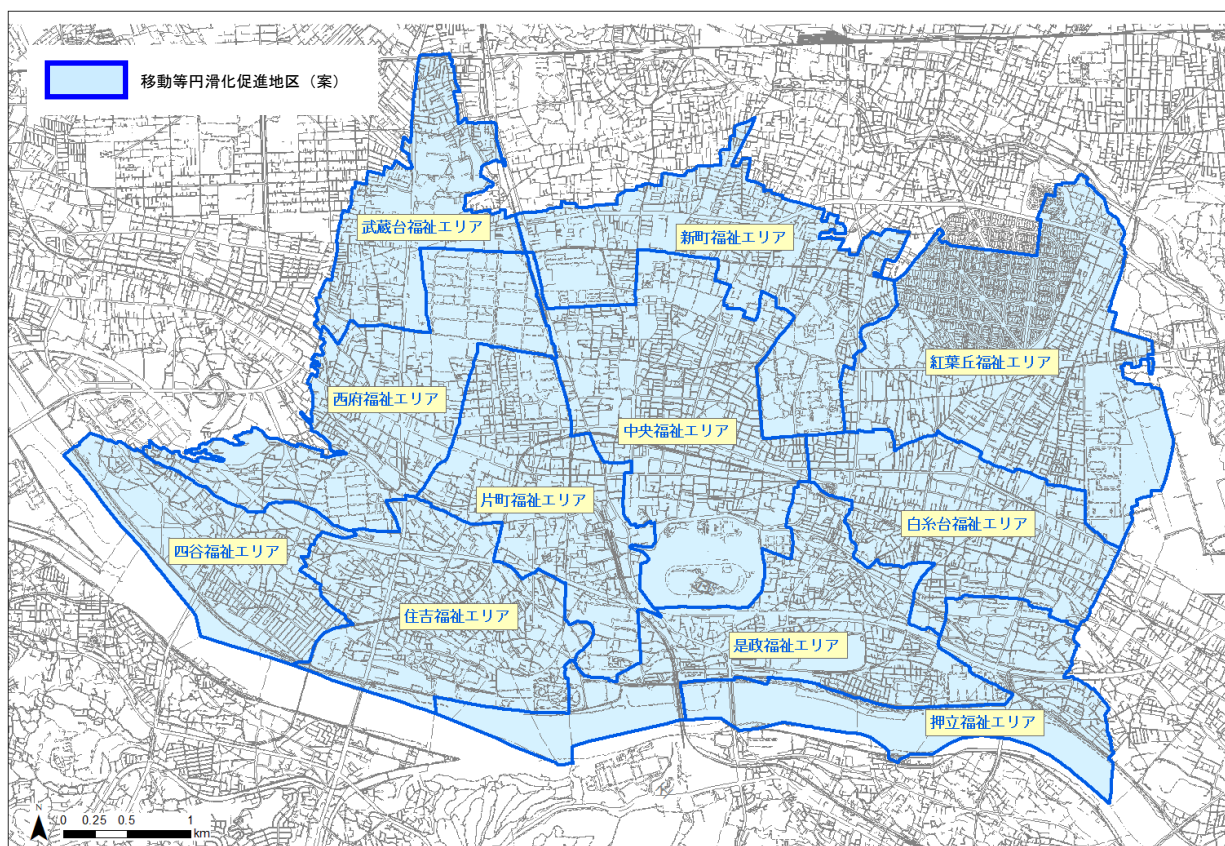 移動等円滑化促進地区（案）
武蔵台福祉エリア
新町福祉エリア
紅葉丘福祉エリア
西府福祉エリア
中央福祉エリア
片町福祉エリア
白糸台福祉エリア
四谷福祉エリア
住吉福祉エリア
是政福祉エリア
押立福祉エリア
N
0 0.25 0.5 1
km